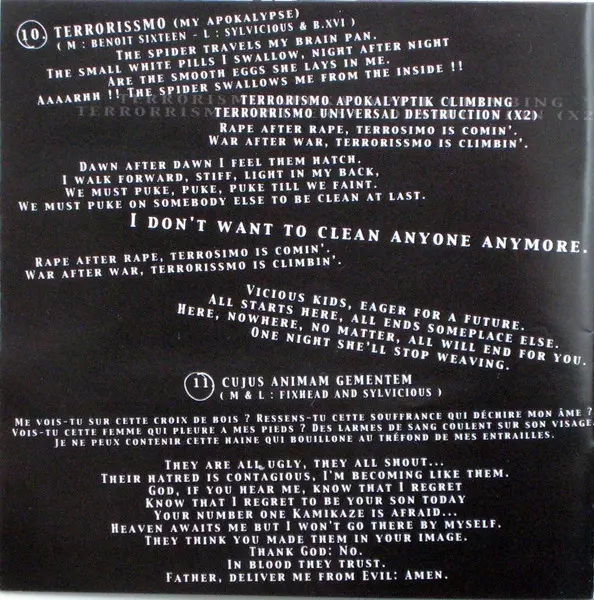 10. TERRORISSMO (MY APOKALYPSE)
( M : BENOIT SIXTEEN - L : SYLVICIOUS & B.XVI )
THE SPIDER TRAVELS MY BRAIN PAN.
THE SMALL WHITE PILLS I SWALLOW, NIGHT AFTER NIGHT
ARE THE SMOOTH EGGS SHE LAYS IN ME.
AAAARHH !! THE SPIDER SWALLOWS ME FROM THE INSIDE !!
TERRORISMO APOKALYPTIK CLIMBING
TERRORRISMO UNIVERSAL DESTRUCTION (X2)
RAPE AFTER RAPE, TERROSIMO IS COMIN'.
WAR AFTER WAR, TERRORISSMO IS CLIMBIN'.
DAWN AFTER DAWN I FEEL THEM HATCH.
I WALK FORWARD, STIFF, LIGHT IN MY BACK,
WE MUST PUKE, PUKE, PUKE TILL WE FAINT.
WE MUST PUKE ON SOMEBODY ELSE TO BE CLEAN AT LAST.
I DON'T WANT TO CLEAN ANYONE ANYMORE.
RAPE AFTER RAPE, TERROSIMO IS COMIN'.
WAR AFTER WAR, TERRORISSMO IS CLIMBIN'.
VICIOUS KIDS, EAGER FOR A FUTURE.
ALL STARTS HERE, ALL ENDS SOMEPLACE ELSE.
HERE, NOWHERE, NO MATTER, ALL WILL END FOR YOU.
ONE NIGHT SHE'LL STOP WEAVING.
11 CUJUS ANIMAM GEMENTEM
( M & L : FIXHEAD AND SYLVICIOUS )
ME VOIS-TU SUR CETTE CROIX DE BOIS ? RESSENS-TU CETTE SOUFFRANCE QUI DÉCHIRE MON ÂME ?
VOIS-TU CETTE FEMME QUI PLEURE A MES PIEDS ? DES LARMES DE SANG COULENT SUR SON VISAGE.
JE NE PEUX CONTENIR CETTE HAINE QUI BOUILLONE AU TRÉFOND DE MES ENTRAILLES.
THEY ARE ALL UGLY, THEY ALL SHOUT...
THEIR HATRED IS CONTAGIOUS, I'M BECOMING LIKE THEM.
GOD, IF YOU HEAR ME, KNOW THAT I REGRET
KNOW THAT I REGRET TO BE YOUR SON TODAY
YOUR NUMBER ONE KAMIKAZE IS AFRAID...
HEAVEN AWAITS ME BUT I WON'T GO THERE BY MYSELF.
THEY THINK YOU MADE THEM IN YOUR IMAGE.
THANK GOD: NO.
IN BLOOD THEY TRUST.
FATHER, DELIVER ME FROM EVIL: AMEN.